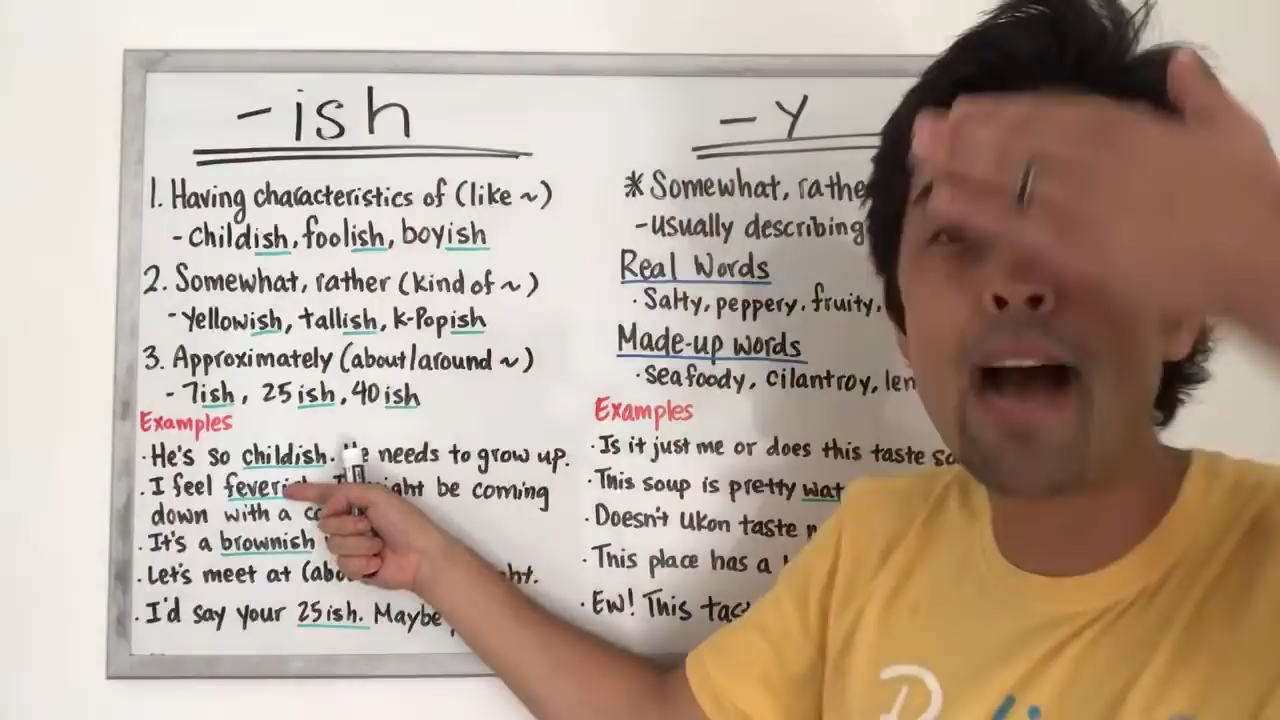 -ish
1. Having characteristics of (like ~)
- childish, foolish, boyish
2. Somewhat, rather (kind of ~)
- yellowish, tallish, K-Popish
3. Approximately (about/around ~)
- 7ish, 25ish, 40ish
Examples
· He's so childish. needs to grow up.
· I feel be coming
down with a
· It's a brownish
· Let's meet at
· I'd say your 25ish. Maybe
-y
* Somewhat,
- usually describing
Real Words
· Salty, peppery, fruity,
Made-up words
· Seafoody, cilantroy,
Examples
· Is it just me or does this taste
· This soup is pretty
· Doesn't Ukon taste
· This place has a
· Ew! This